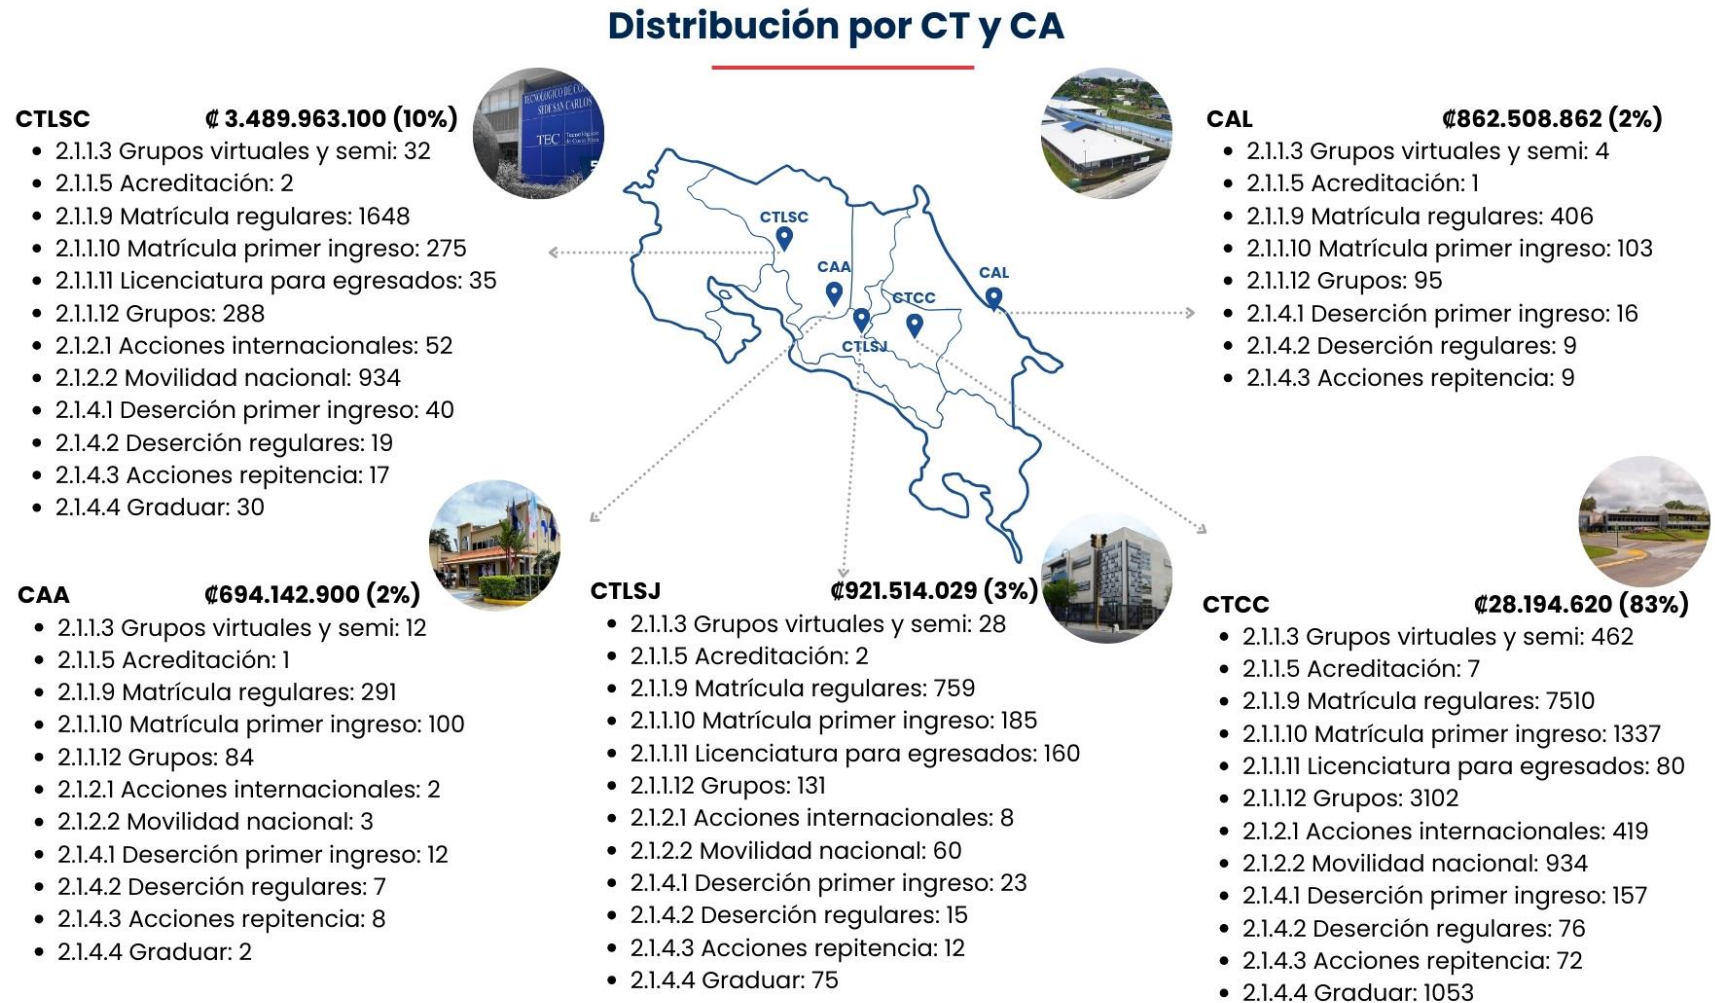 Distribución por CT y CA
CTLSC ₡ 3.489.963.100 (10%)
• 2.1.1.3 Grupos virtuales y semi: 32
• 2.1.1.5 Acreditación: 2
• 2.1.1.9 Matrícula regulares: 1648
• 2.1.1.10 Matrícula primer ingreso: 275
• 2.1.1.11 Licenciatura para egresados: 35
• 2.1.1.12 Grupos: 288
• 2.1.2.1 Acciones internacionales: 52
• 2.1.2.2 Movilidad nacional: 934
• 2.1.4.1 Deserción primer ingreso: 40
• 2.1.4.2 Deserción regulares: 19
• 2.1.4.3 Acciones repitencia: 17
• 2.1.4.4 Graduar: 30
SEDE SAN CARLOS
TEC
CTLSC
CAA
CAL
CTCC
CTLSJ
CAL ₡862.508.862 (2%)
• 2.1.1.3 Grupos virtuales y semi: 4
• 2.1.1.5 Acreditación: 1
• 2.1.1.9 Matrícula regulares: 406
• 2.1.1.10 Matrícula primer ingreso: 103
• 2.1.1.12 Grupos: 95
• 2.1.4.1 Deserción primer ingreso: 16
• 2.1.4.2 Deserción regulares: 9
• 2.1.4.3 Acciones repitencia: 9
CAA ₡694.142.900 (2%)
• 2.1.1.3 Grupos virtuales y semi: 12
• 2.1.1.5 Acreditación: 1
• 2.1.1.9 Matrícula regulares: 291
• 2.1.1.10 Matrícula primer ingreso: 100
• 2.1.1.12 Grupos: 84
• 2.1.2.1 Acciones internacionales: 2
• 2.1.2.2 Movilidad nacional: 3
• 2.1.4.1 Deserción primer ingreso: 12
• 2.1.4.2 Deserción regulares: 7
• 2.1.4.3 Acciones repitencia: 8
• 2.1.4.4 Graduar: 2
CTLSJ ₡921.514.029 (3%)
• 2.1.1.3 Grupos virtuales y semi: 28
• 2.1.1.5 Acreditación: 2
• 2.1.1.9 Matrícula regulares: 759
• 2.1.1.10 Matrícula primer ingreso: 185
• 2.1.1.11 Licenciatura para egresados: 160
• 2.1.1.12 Grupos: 131
• 2.1.2.1 Acciones internacionales: 8
• 2.1.2.2 Movilidad nacional: 60
• 2.1.4.1 Deserción primer ingreso: 23
• 2.1.4.2 Deserción regulares: 15
• 2.1.4.3 Acciones repitencia: 12
• 2.1.4.4 Graduar: 75
CTCC ₡28.194.620 (83%)
• 2.1.1.3 Grupos virtuales y semi: 462
• 2.1.1.5 Acreditación: 7
• 2.1.1.9 Matrícula regulares: 7510
• 2.1.1.10 Matrícula primer ingreso: 1337
• 2.1.1.11 Licenciatura para egresados: 80
• 2.1.1.12 Grupos: 3102
• 2.1.2.1 Acciones internacionales: 419
• 2.1.2.2 Movilidad nacional: 934
• 2.1.4.1 Deserción primer ingreso: 157
• 2.1.4.2 Deserción regulares: 76
• 2.1.4.3 Acciones repitencia: 72
• 2.1.4.4 Graduar: 1053